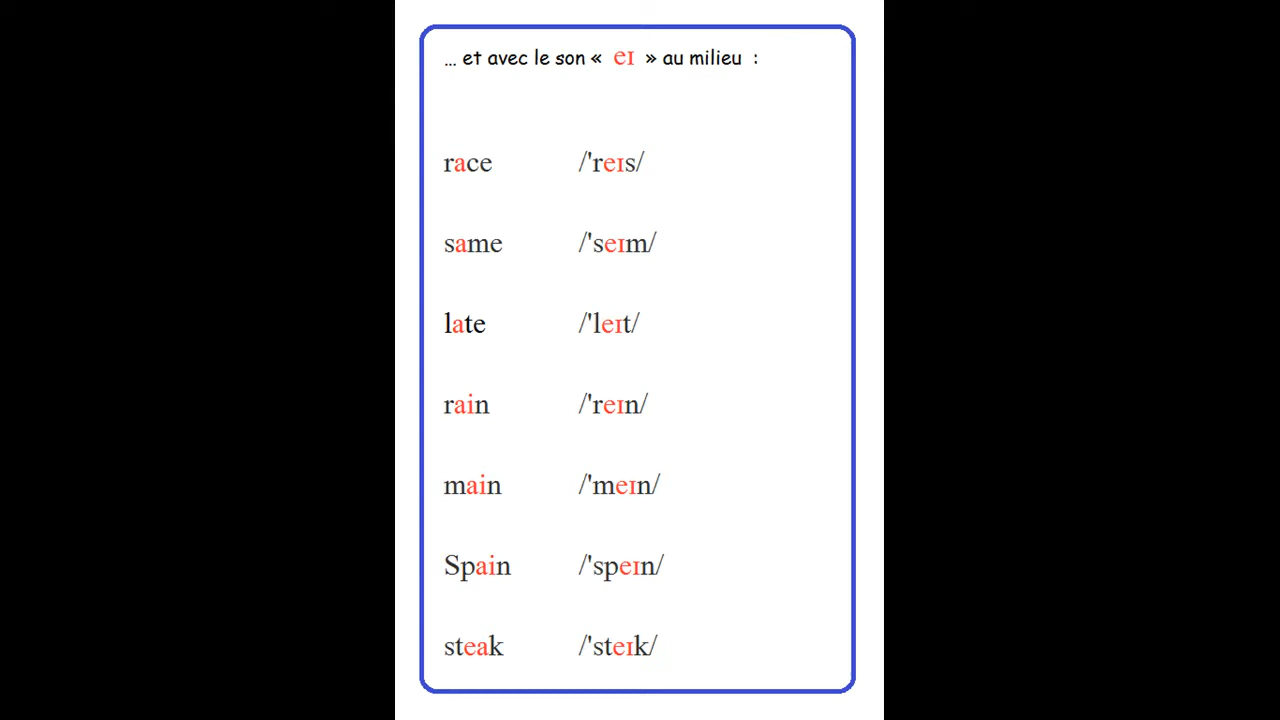 ... et avec le son « eɪ » au milieu :
race /'reɪs/
same /'seɪm/
late /'leɪt/
rain /'reɪn/
main /'meɪn/
Spain /'speɪn/
steak /'steɪk/